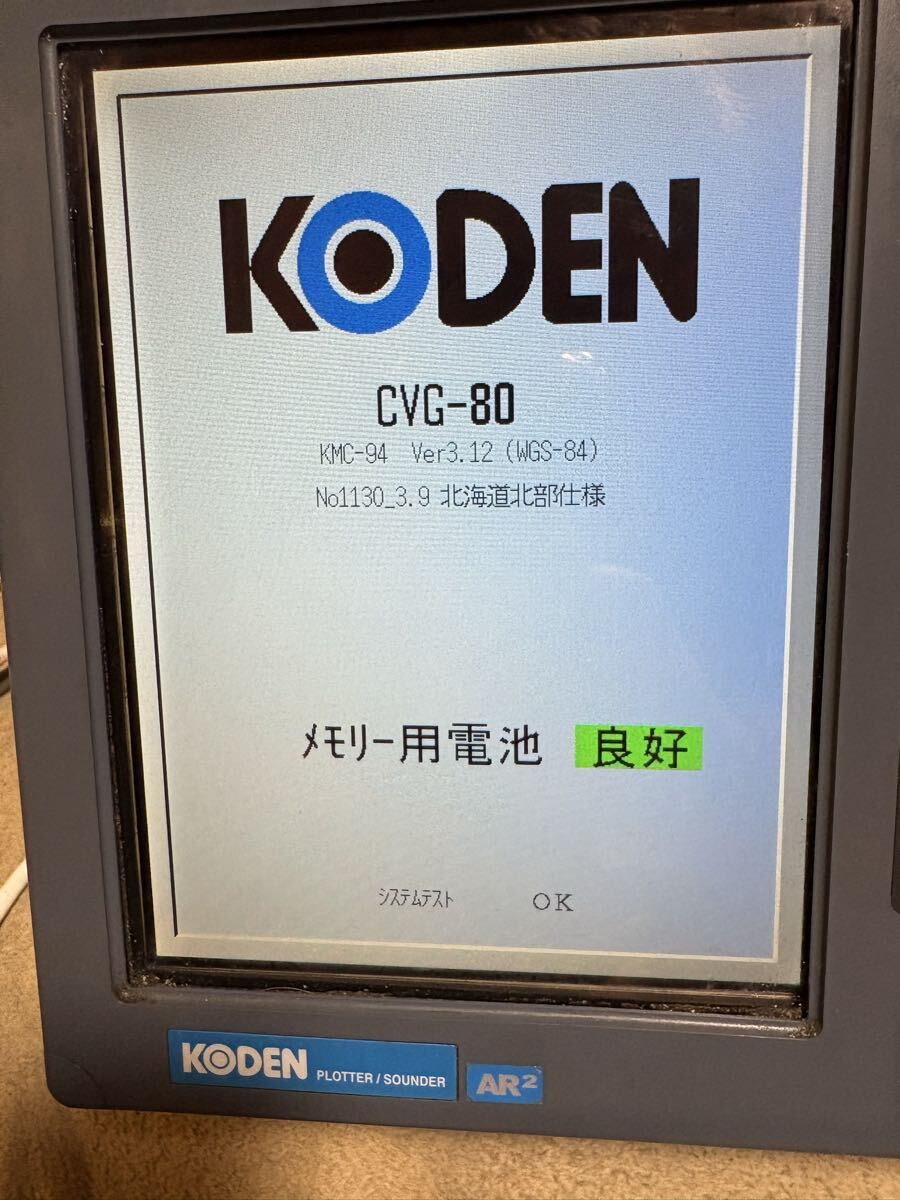 KODEN
CVG-80
KMC-94 Ver3.12 (WGS-84)
No1130_3.9 北海道北部仕様
メモリー用電池 良好
システムテスト OK
KODEN PLOTTER / SOUNDER AR2